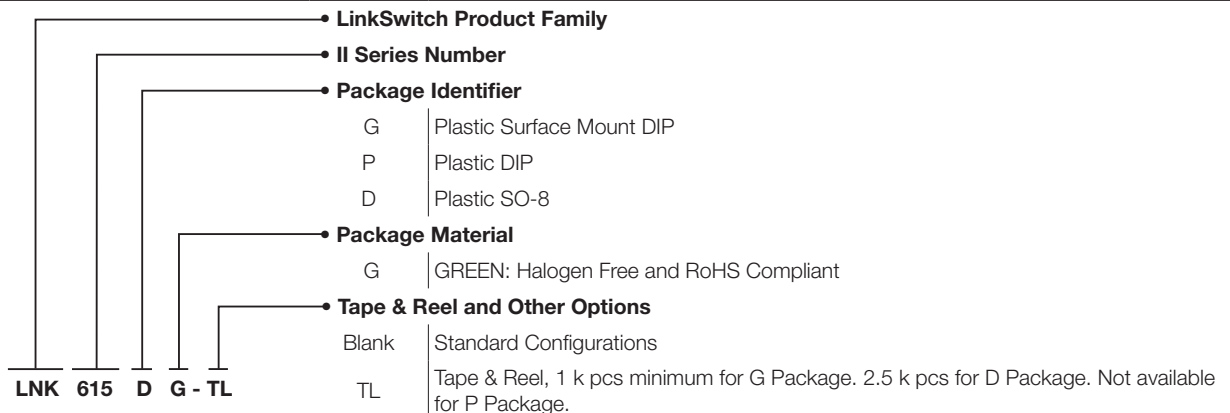 LinkSwitch Product Family
II Series Number
Package Identifier
G Plastic Surface Mount DIP
P Plastic DIP
D Plastic SO-8
Package Material
G GREEN: Halogen Free and RoHS Compliant
Tape & Reel and Other Options
Blank Standard Configurations
TL Tape & Reel, 1 k pcs minimum for G Package. 2.5 k pcs for D Package. Not available
for P Package.
LNK 615 D G - TL